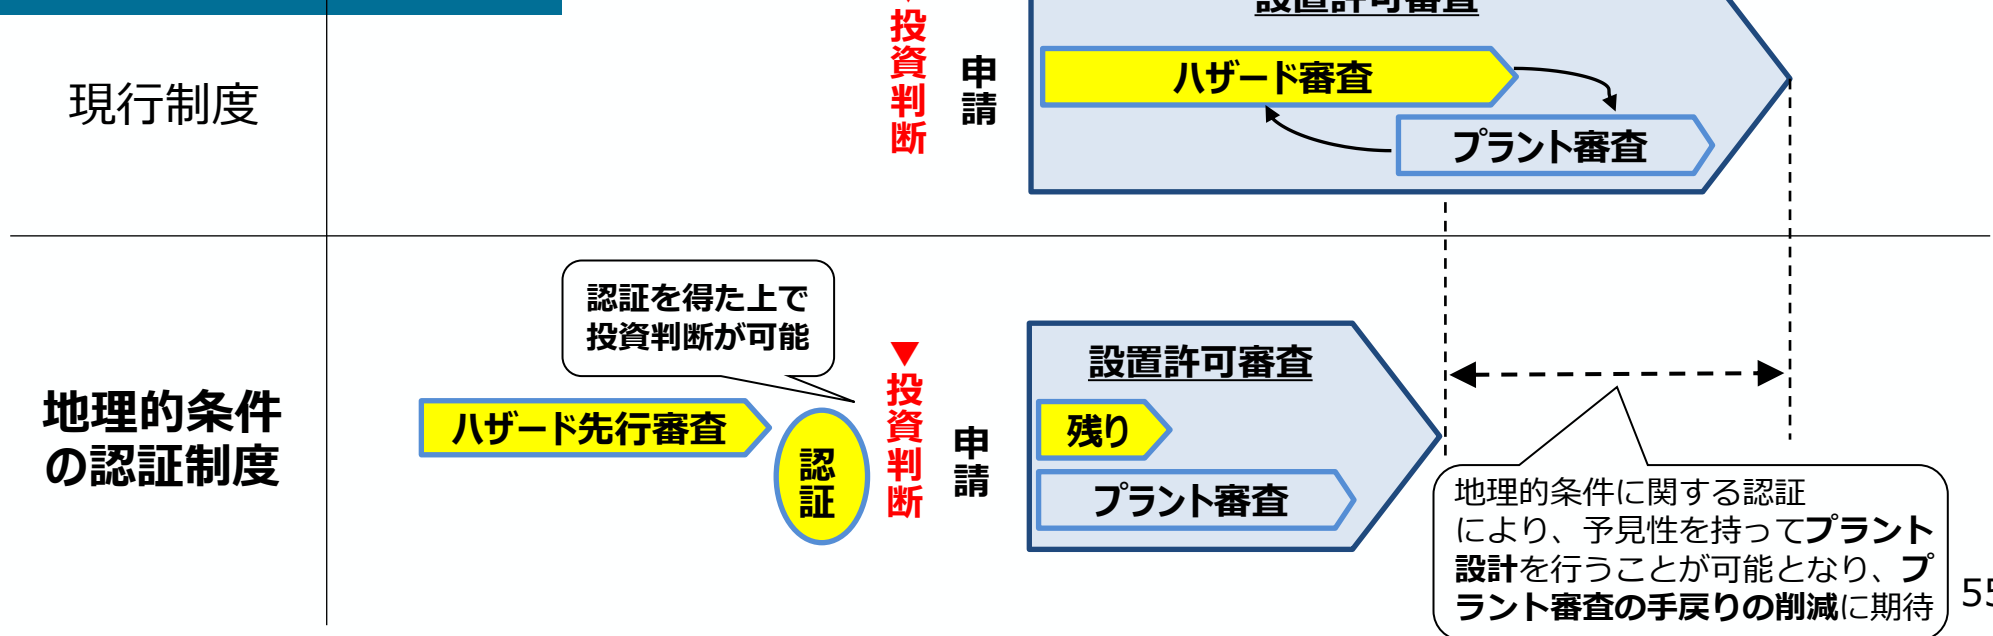 設置許可審査
現行制度
▼投資判断
申請
ハザード審査
プラント審査
認証を得た上で
投資判断が可能
地理的条件
の認証制度
ハザード先行審査
認証
▼投資判断
申請
設置許可審査
残り
プラント審査
地理的条件に関する認証
により、予見性を持ってプラント
設計を行うことが可能となり、プ
ラント審査の手戻りの削減に期待
55